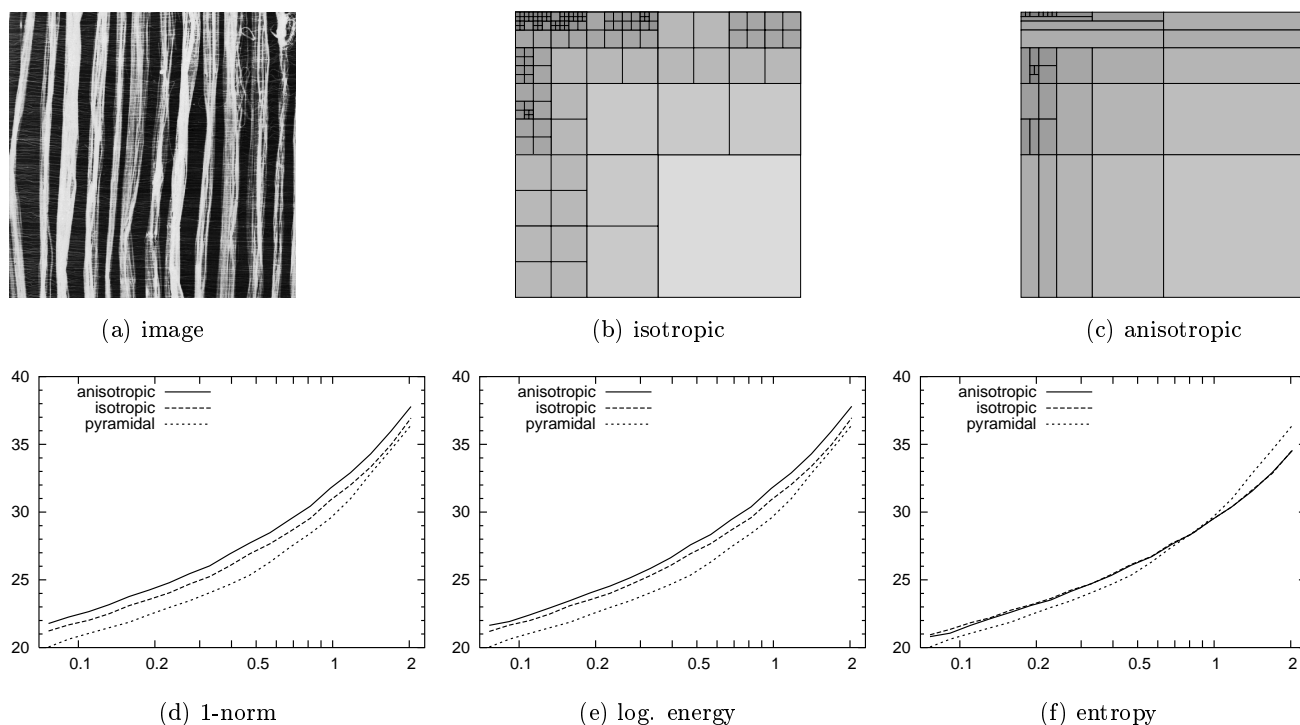 (a) image
(b) isotropic
(c) anisotropic
40
35
30
25
20
anisotropic
isotropic
pyramidal
0.1 0.2 0.5 1 2
(d) 1-norm
40
35
30
25
20
anisotropic
isotropic
pyramidal
0.1 0.2 0.5 1 2
(e) log. energy
40
35
30
25
20
anisotropic
isotropic
pyramidal
0.1 0.2 0.5 1 2
(f) entropy